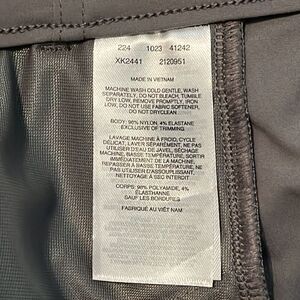 224 1023 41242
XK2441 2120951
MADE IN VIETNAM
MACHINE WASH COLD GENTLE, WASH
SEPARATELY, DO NOT BLEACH, TUMBLE
DRY LOW, REMOVE PROMPTLY, IRON
LOW, DO NOT USE FABRIC SOFTENER,
DO NOT DRYCLEAN
BODY: 96% NYLON, 4% ELASTANE
EXCLUSIVE OF TRIMMING
LAVAGE MACHINE À FROID, CYCLE
DÉLICAT, LAVER SÉPARÉMENT, NE PAS
UTILISER D'EAU DE JAVEL, SÉCHAGE
MACHINE, BASSE TEMPÉRATURE, SORTIR
IMMÉDIATEMENT DE LA MACHINE,
REPASSER À BASSE TEMPÉRATURE, NE
PAS UTILISER D'ASSOUPLISSANT,
NETTOYAGE À SEC INTERDIT
CORPS: 96% POLYAMIDE, 4%
ÉLASTHANNE
SAUF LES BORDURES
FABRIQUÉ AU VIÊT NAM